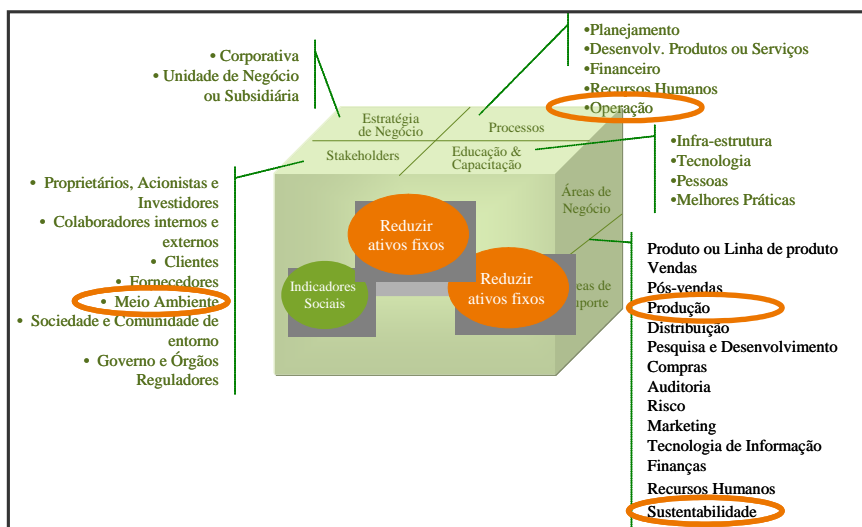 • Corporativa
• Unidade de Negócio
ou Subsidiária
•Planejamento
•Desenvolv. Produtos ou Serviços
•Financeiro
•Recursos Humanos
•Operação
Estratégia
de Negócio
Processos
Stakeholders
Educação &
Capacitação
•Infra-estrutura
•Tecnologia
•Pessoas
•Melhores Práticas
• Proprietários, Acionistas e
Investidores
• Colaboradores internos e
externos
• Clientes
• Fornecedores
• Meio Ambiente
• Sociedade e Comunidade de
entorno
• Governo e Órgãos
Reguladores
Reduzir
ativos fixos
Indicadores
Sociais
Reduzir
ativos fixos
Áreas de
Negócio
eas de
uporte
Produto ou Linha de produto
Vendas
Pós-vendas
Produção
Distribuição
Pesquisa e Desenvolvimento
Compras
Auditoria
Risco
Marketing
Tecnologia de Informação
Finanças
Recursos Humanos
Sustentabilidade